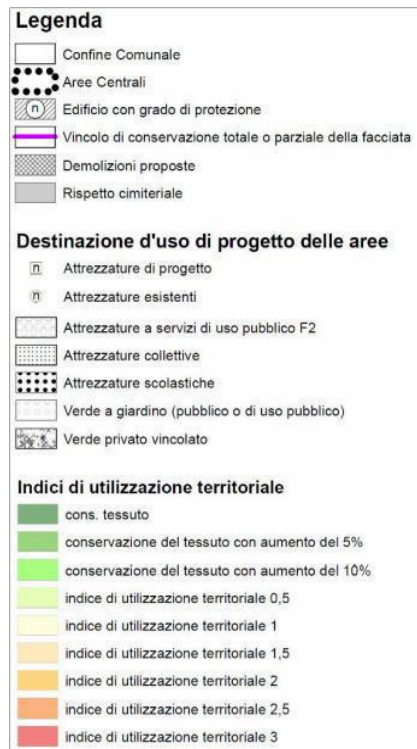 Legenda
Confine Comunale
Aree Centrali
n Edificio con grado di protezione
Vincolo di conservazione totale o parziale della facciata
Demolizioni proposte
Rispetto cimiteriale
Destinazione d'uso di progetto delle aree
n Attrezzature di progetto
n Attrezzature esistenti
Attrezzature a servizi di uso pubblico F2
Attrezzature collettive
Attrezzature scolastiche
Verde a giardino (pubblico o di uso pubblico)
Verde privato vincolato
Indici di utilizzazione territoriale
cons. tessuto
conservazione del tessuto con aumento del 5%
conservazione del tessuto con aumento del 10%
indice di utilizzazione territoriale 0,5
indice di utilizzazione territoriale 1
indice di utilizzazione territoriale 1,5
indice di utilizzazione territoriale 2
indice di utilizzazione territoriale 2,5
indice di utilizzazione territoriale 3